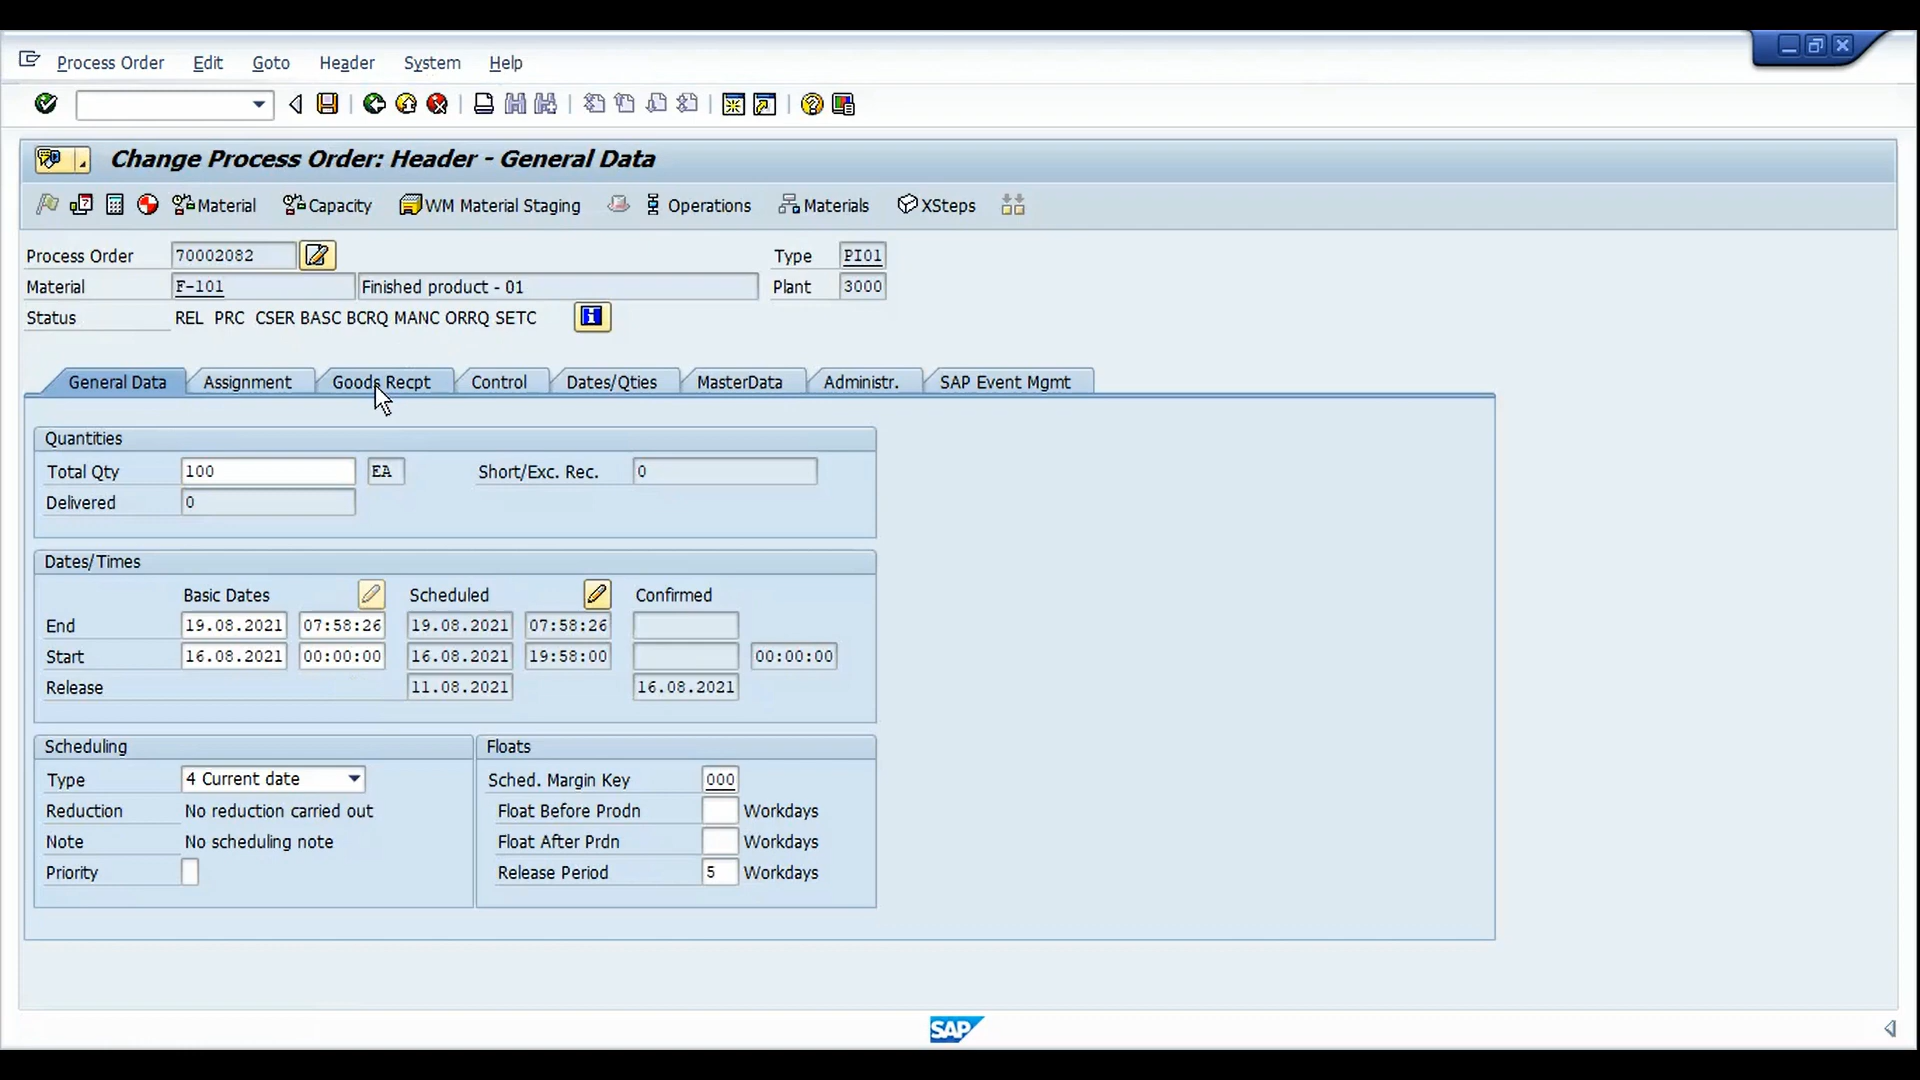 Process Order Edit Goto Header System Help
Change Process Order: Header - General Data
Material Capacity WM Material Staging Operations Materials XSteps
Process Order 70002082 Type PI01
Material F-101 Finished product - 01 Plant 3000
Status REL PRC CSER BASC BCRQ MANC ORRQ SETC
General Data Assignment Goods Recpt Control Dates/Qties MasterData Administr. SAP Event Mgmt
Quantities
Total Qty 100 EA Short/Exc. Rec. 0
Delivered 0
Dates/Times
Basic Dates Scheduled Confirmed
End 19.08.2021 07:58:26 19.08.2021 07:58:26
Start 16.08.2021 00:00:00 16.08.2021 19:58:00 00:00:00
Release 11.08.2021 16.08.2021
Scheduling Floats
Type 4 Current date Sched. Margin Key 000
Reduction No reduction carried out Float Before Prodn Workdays
Note No scheduling note Float After Prdn Workdays
Priority Release Period 5 Workdays
SAP